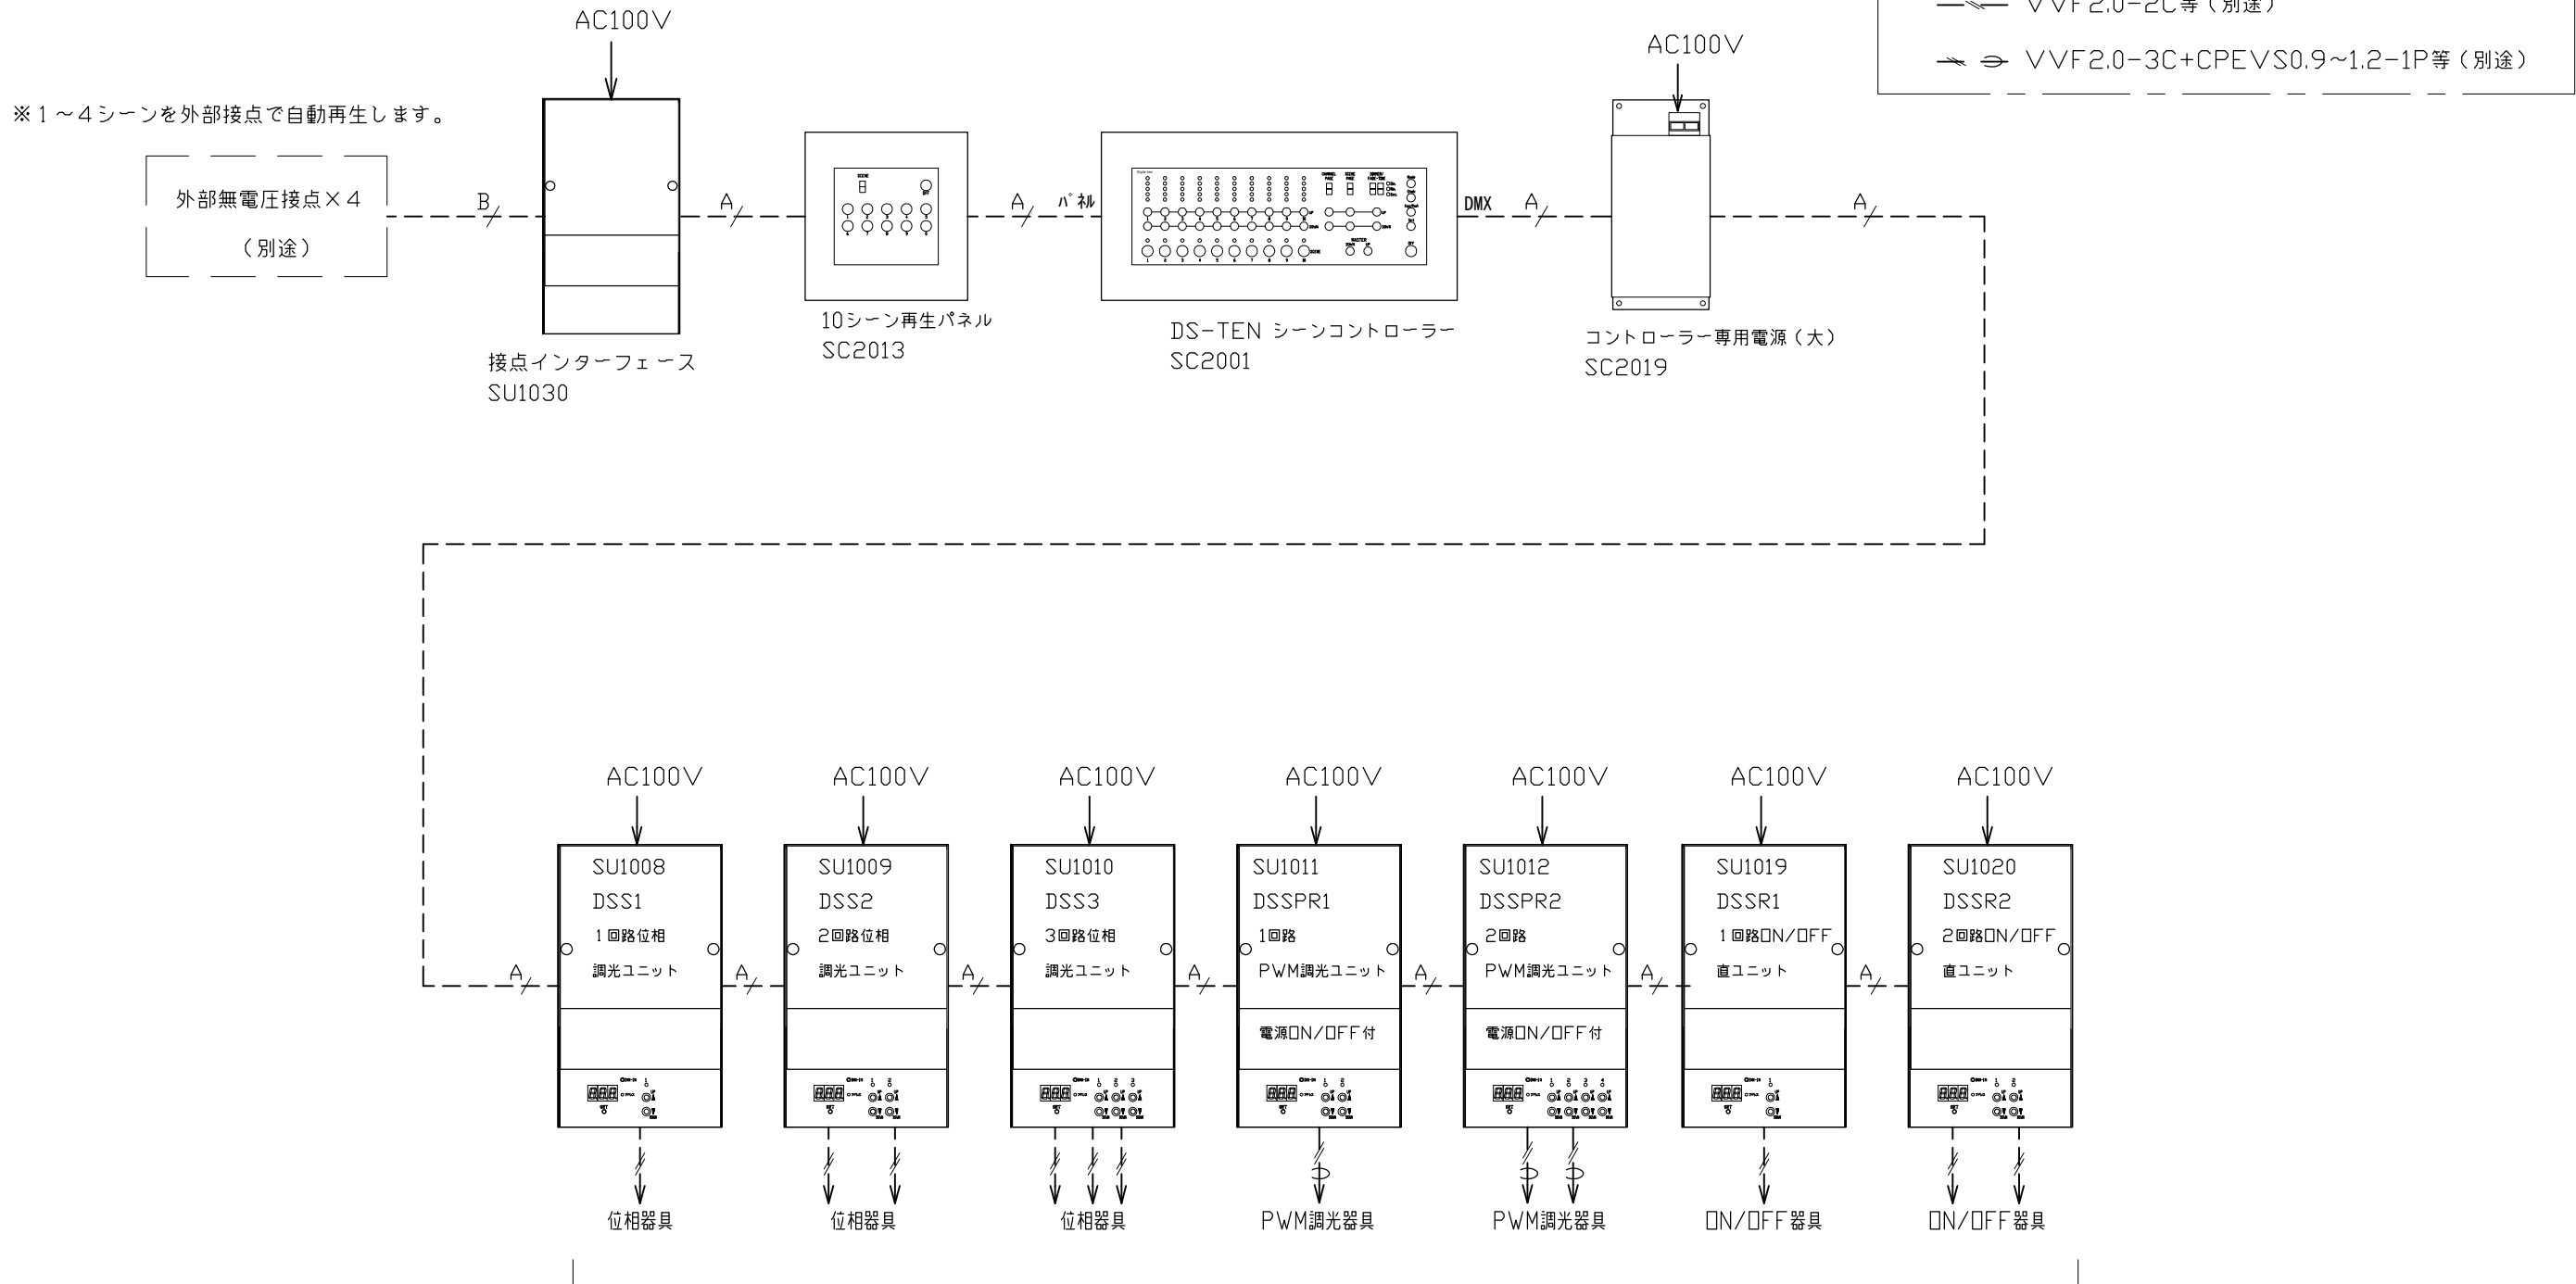 VVF2.0-2C等（別途）
VVF2.0-3C+CPEVS0.9~1.2-1P等（別途）
AC100V
AC100V
※1～4シーンを外部接点で自動再生します。
外部無電圧接点×4
（別途）
B
A
A
パネル
DMX
A
A
SCENE
OFF
MASTER
SCENE
接点インターフェース
SU1030
10シーン再生パネル
SC2013
DS-TEN シーンコントローラー
SC2001
コントローラー専用電源（大）
SC2019
AC100V
AC100V
AC100V
AC100V
AC100V
AC100V
AC100V
A
SU1008
DSS1
1回路位相
調光ユニット
位相器具
A
SU1009
DSS2
2回路位相
調光ユニット
位相器具
A
SU1010
DSS3
3回路位相
調光ユニット
位相器具
A
SU1011
DSSPR1
1回路
PWM調光ユニット
電源ON/OFF付
PWM調光器具
A
SU1012
DSSPR2
2回路
PWM調光ユニット
電源ON/OFF付
PWM調光器具
A
SU1019
DSSR1
1回路ON/OFF
直ユニット
ON/OFF器具
A
SU1020
DSSR2
2回路ON/OFF
直ユニット
ON/OFF器具